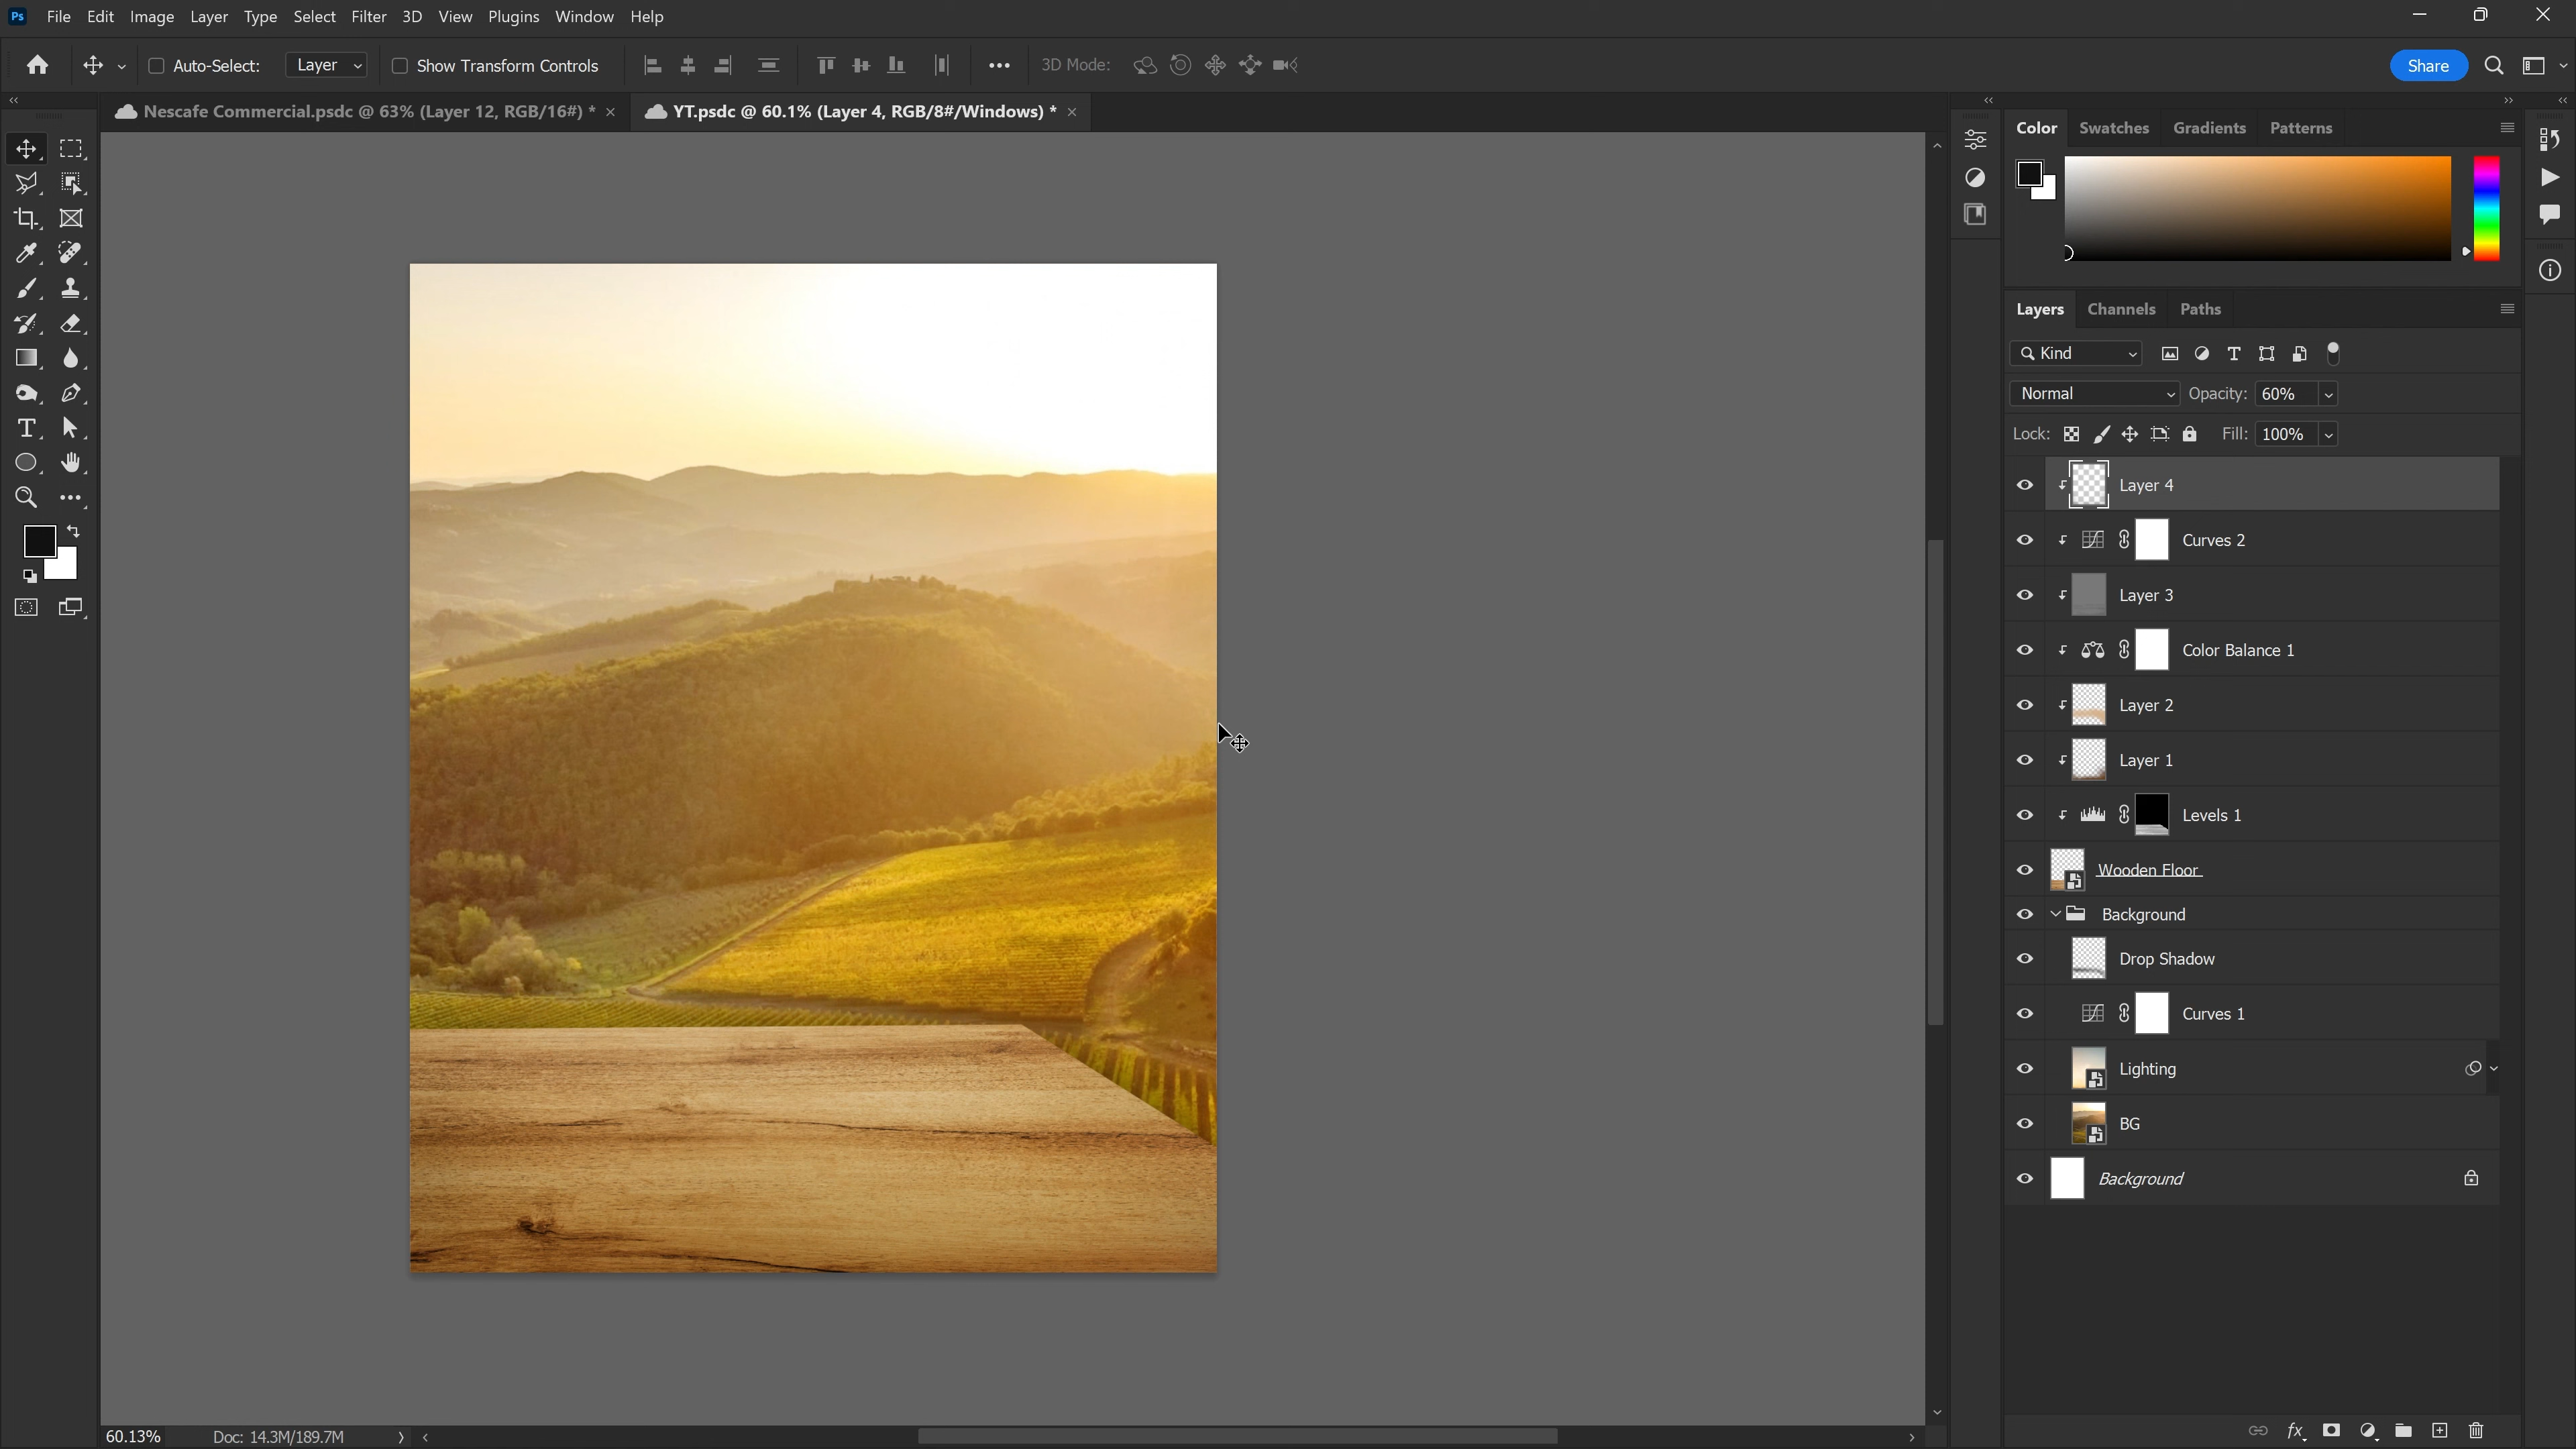 Ps File Edit Image Layer Type Select Filter 3D View Plugins Window Help
Auto-Select: Layer Show Transform Controls 3D Mode: Share
Nescafe Commercial.psdc @ 63% (Layer 12, RGB/16#) * × YT.psdc @ 60.1% (Layer 4, RGB/8#/Windows) * ×
Color Swatches Gradients Patterns
Layers Channels Paths
Kind
Normal Opacity: 60%
Lock: Fill: 100%
Layer 4
Curves 2
Layer 3
Color Balance 1
Layer 2
Layer 1
Levels 1
Wooden Floor
Background
Drop Shadow
Curves 1
Lighting
BG
Background
60.13% Doc: 14.3M/189.7M
fx